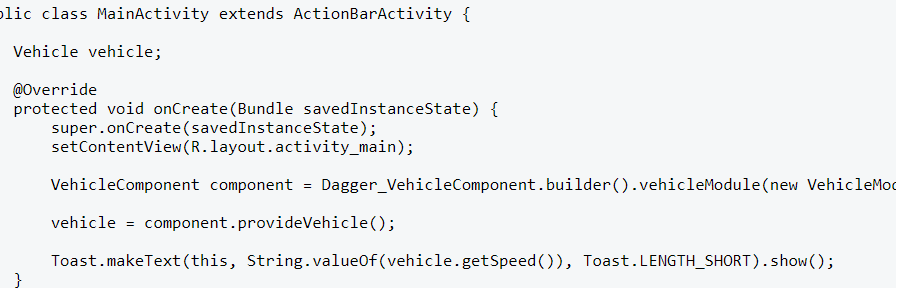 blic class MainActivity extends ActionBarActivity {
Vehicle vehicle;
@Override
protected void onCreate(Bundle savedInstanceState) {
super.onCreate(savedInstanceState);
setContentView(R.layout.activity_main);
VehicleComponent component = Dagger_VehicleComponent.builder().vehicleModule(new VehicleMod
vehicle = component.provideVehicle();
Toast.makeText(this, String.valueOf(vehicle.getSpeed()), Toast.LENGTH_SHORT).show();
}